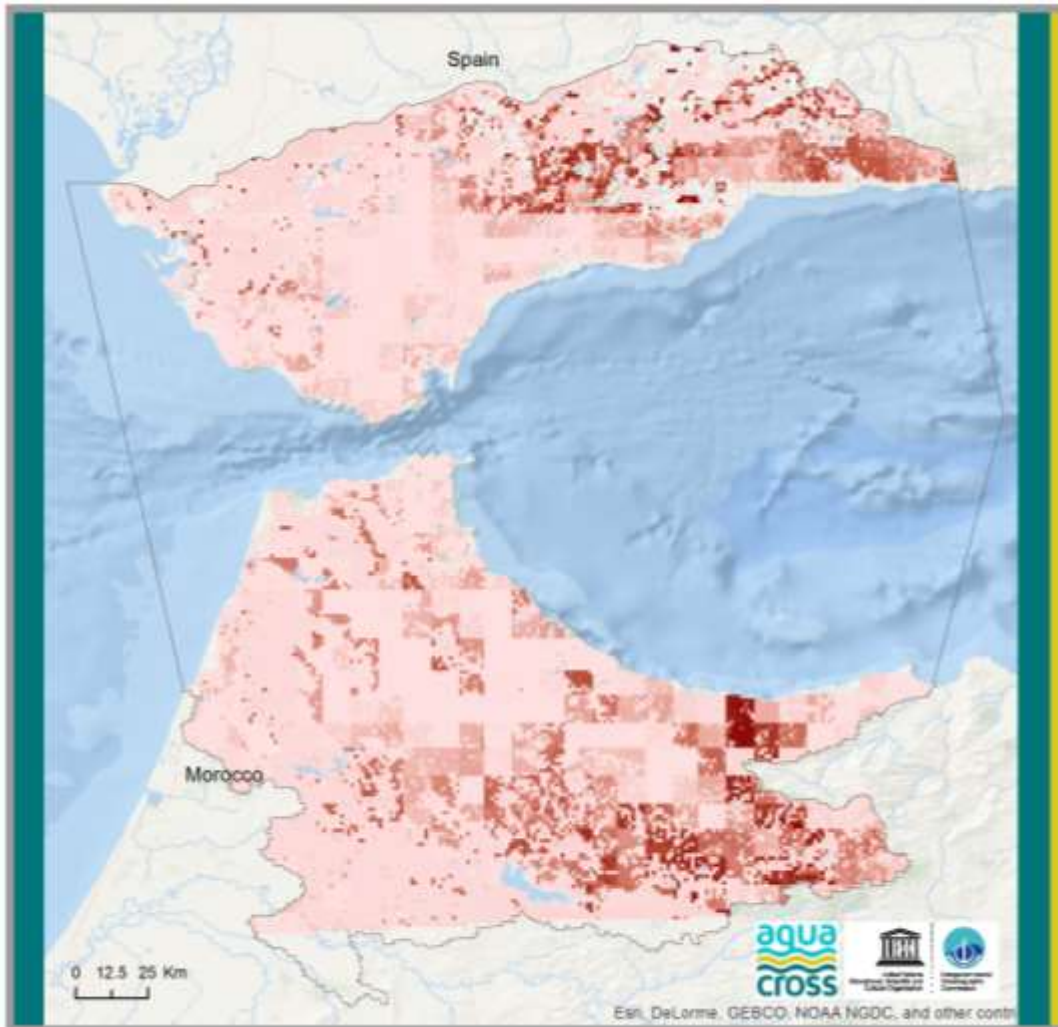 Spain
Morocco
0 12.5 25 Km
aqua
cross
Esri, DeLorme, GEBCO, NOAA NGDC, and other contr